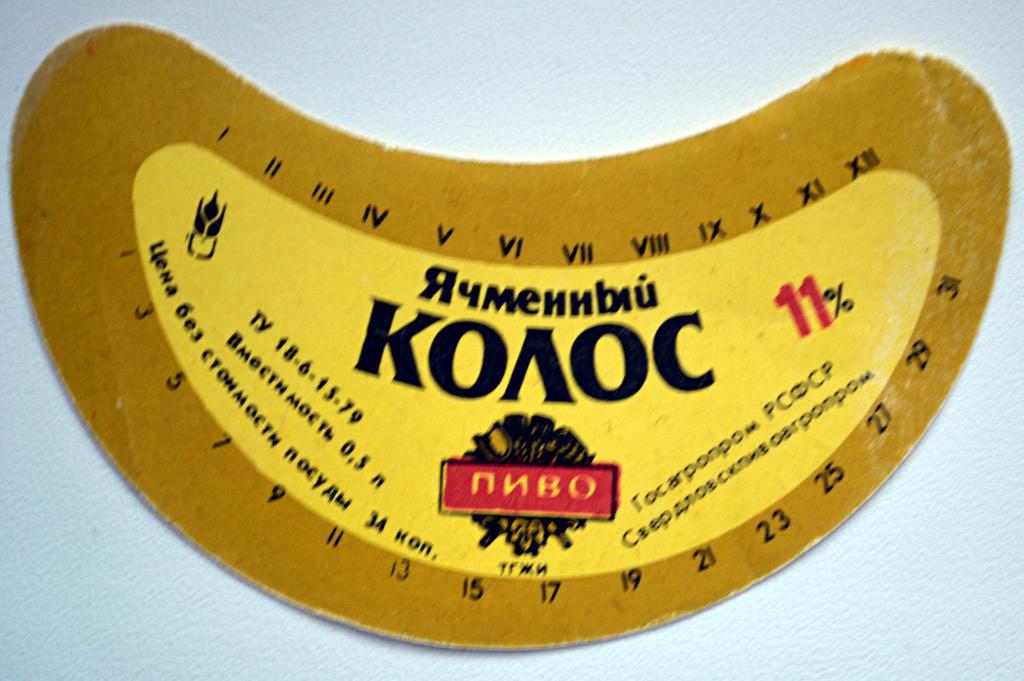 I II III IV V VI VII VIII IX X XI XII
Ячменный
КОЛОС
11%
ПИВО
ТУ 18-6-15-79
Вместимость 0,5 л
Цена без стоимости посуды 34 коп.
Госагропром РСФСР
Свердловскпивоагропром
ТГЖИ
1 3 5 7 9 11 13 15 17 19 21 23 25 27 29 31